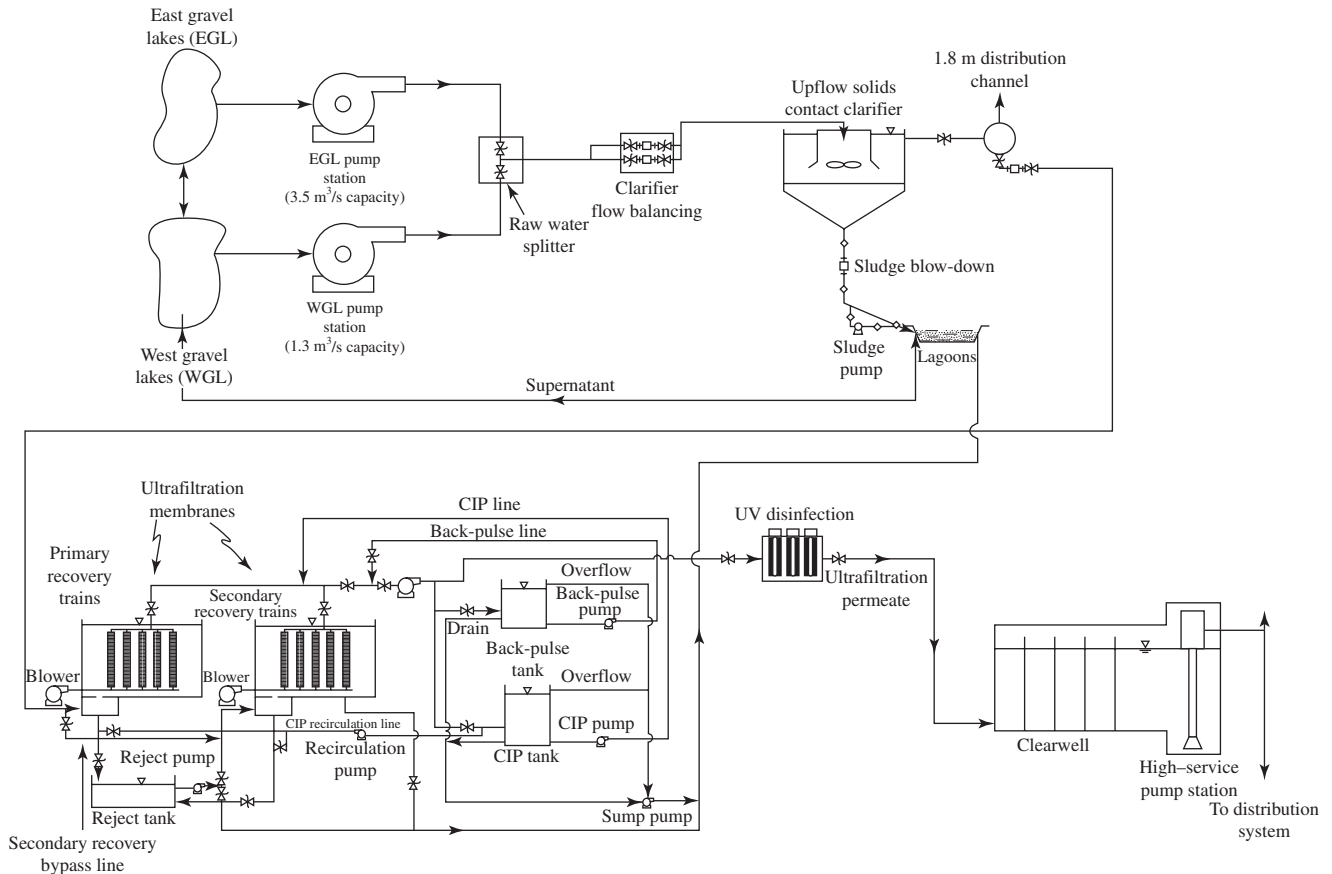 East gravel
lakes (EGL)
EGL pump
station
(3.5 m³/s capacity)
WGL pump
station
(1.3 m³/s capacity)
West gravel
lakes (WGL)
Raw water
splitter
Clarifier
flow balancing
Upflow solids
contact clarifier
1.8 m distribution
channel
Sludge blow-down
Sludge
pump
Lagoons
Supernatant
Ultrafiltration
membranes
Primary
recovery
trains
Secondary
recovery trains
CIP line
Back-pulse line
Blower
Blower
Overflow
Back-pulse
pump
Drain
Back-pulse
tank
Overflow
CIP pump
CIP tank
CIP recirculation line
Recirculation
pump
Reject pump
Reject tank
Sump pump
Secondary recovery
bypass line
UV disinfection
Ultrafiltration
permeate
Clearwell
High–service
pump station
To distribution
system